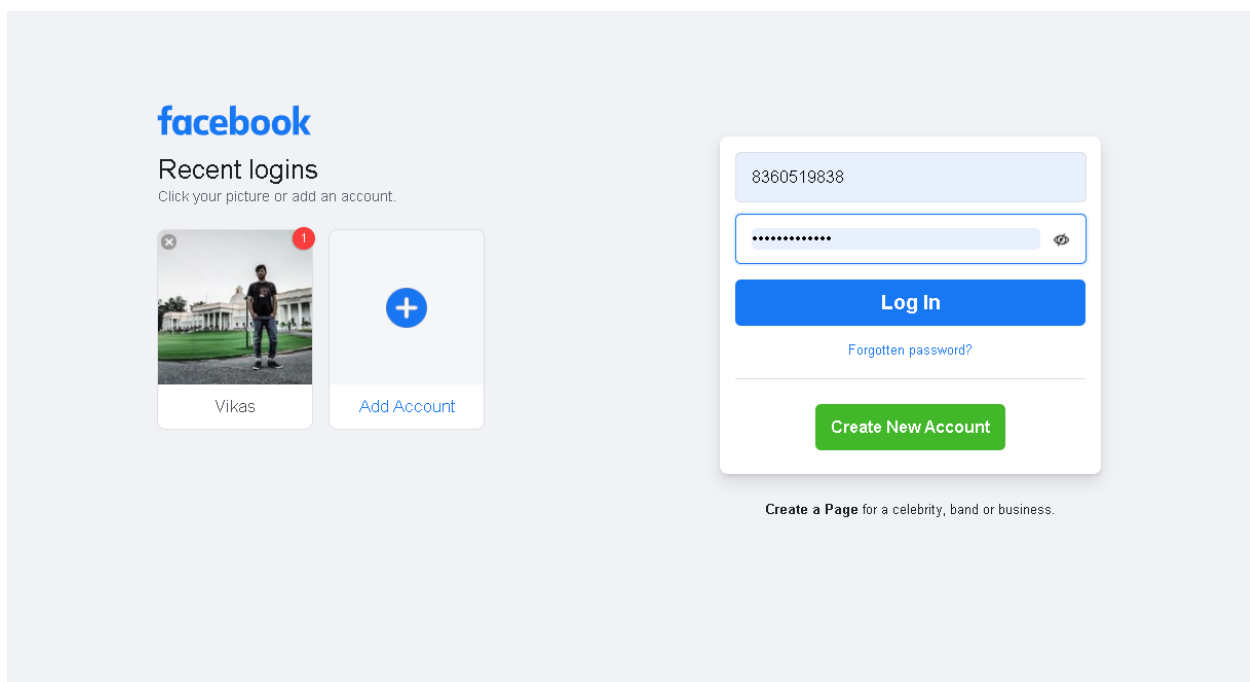 facebook
Recent logins
Click your picture or add an account.
1
Vikas
Add Account
8360519838
•••••••••••••
Log In
Forgotten password?
Create New Account
Create a Page for a celebrity, band or business.